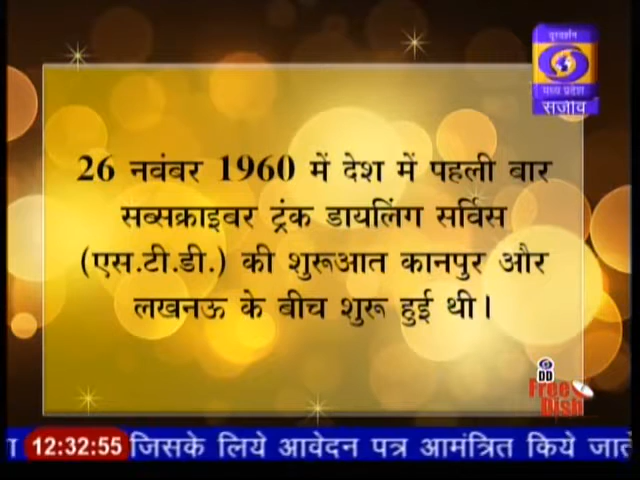 दूरदर्शन
मध्य प्रदेश
सजीव
26 नवंबर 1960 में देश में पहली बार
सब्सक्राइबर ट्रंक डायलिंग सर्विस
(एस.टी.डी.) की शुरूआत कानपुर और
लखनऊ के बीच शुरू हुई थी।
DD
Free
Dish
12:32:55 जिसके लिये आवेदन पत्र आमंत्रित किये जाते